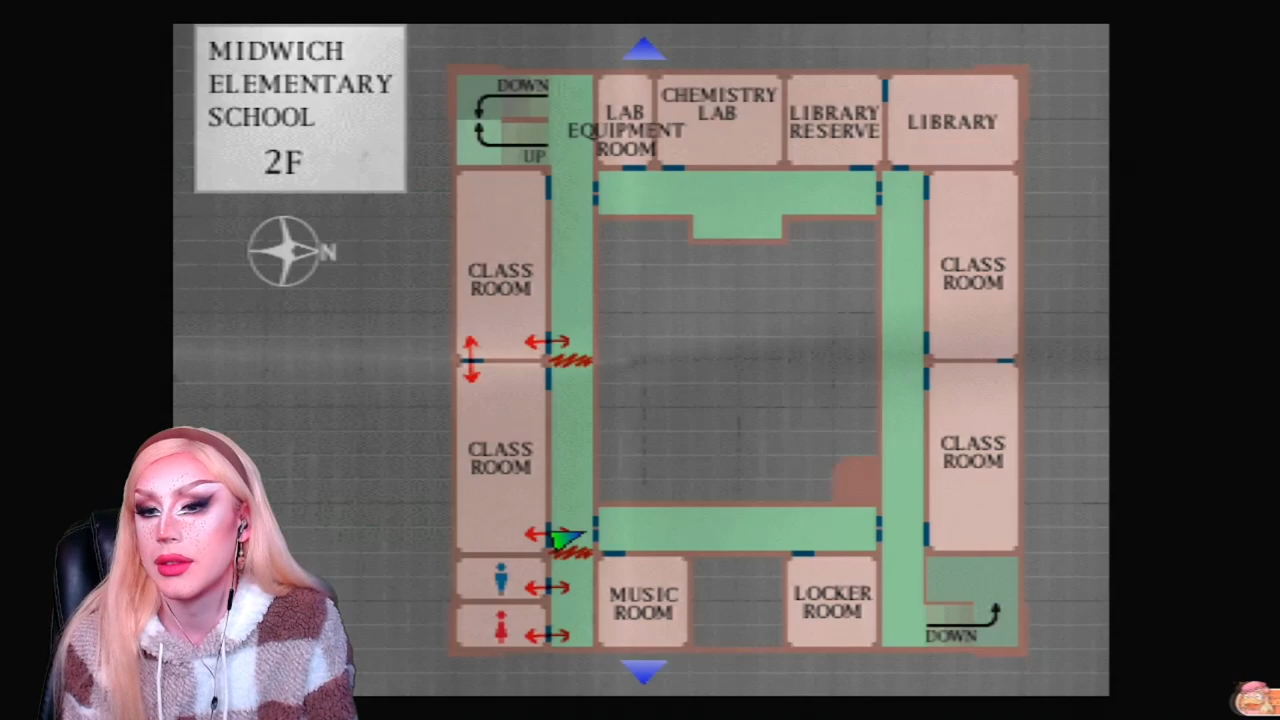 MIDWICH
ELEMENTARY
SCHOOL
2F
N
DOWN
UP
LAB
EQUIPMENT
ROOM
CHEMISTRY
LAB
LIBRARY
RESERVE
LIBRARY
CLASS
ROOM
CLASS
ROOM
CLASS
ROOM
CLASS
ROOM
MUSIC
ROOM
LOCKER
ROOM
DOWN